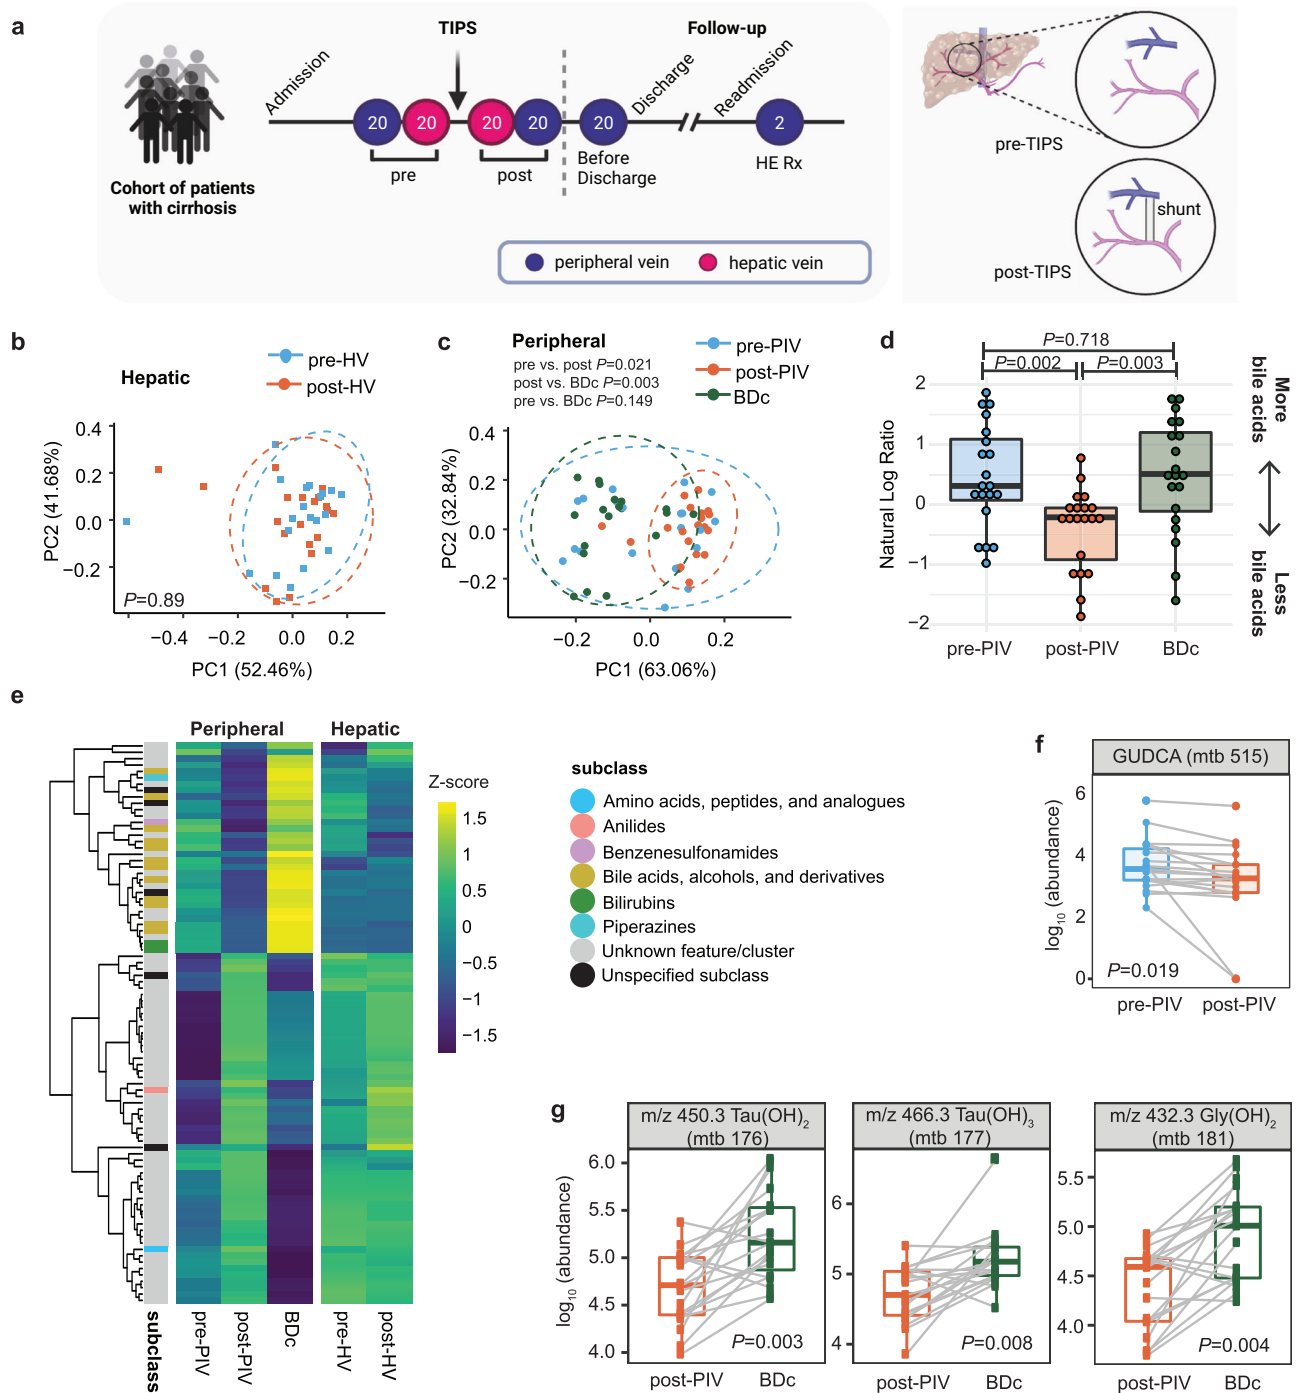 a
TIPS
Follow-up
Admission
Discharge
Readmission
20
20
20
20
20
2
pre
post
Before
Discharge
HE Rx
Cohort of patients
with cirrhosis
peripheral vein
hepatic vein
pre-TIPS
shunt
post-TIPS
b
Hepatic
pre-HV
post-HV
0.4
0.2
0.0
−0.2
PC2 (41.68%)
P=0.89
−0.4
−0.2
0.0
0.2
PC1 (52.46%)
c
Peripheral
pre vs. post P=0.021
post vs. BDc P=0.003
pre vs. BDc P=0.149
pre-PIV
post-PIV
BDc
0.4
0.2
0.0
−0.2
PC2 (32.84%)
−0.2
0.0
0.2
PC1 (63.06%)
d
P=0.718
P=0.002
P=0.003
2
1
0
−1
−2
Natural Log Ratio
pre-PIV
post-PIV
BDc
More
bile acids
Less
bile acids
e
Peripheral
Hepatic
Z-score
1.5
1
0.5
0
−0.5
−1
−1.5
subclass
pre-PIV
post-PIV
BDc
pre-HV
post-HV
subclass
Amino acids, peptides, and analogues
Anilides
Benzenesulfonamides
Bile acids, alcohols, and derivatives
Bilirubins
Piperazines
Unknown feature/cluster
Unspecified subclass
f
GUDCA (mtb 515)
6
4
2
0
log₁₀ (abundance)
P=0.019
pre-PIV
post-PIV
g
m/z 450.3 Tau(OH)₂
(mtb 176)
6.0
5.5
5.0
4.5
4.0
log₁₀ (abundance)
P=0.003
post-PIV
BDc
m/z 466.3 Tau(OH)₃
(mtb 177)
6
5
4
P=0.008
post-PIV
BDc
m/z 432.3 Gly(OH)₂
(mtb 181)
5.5
5.0
4.5
4.0
P=0.004
post-PIV
BDc